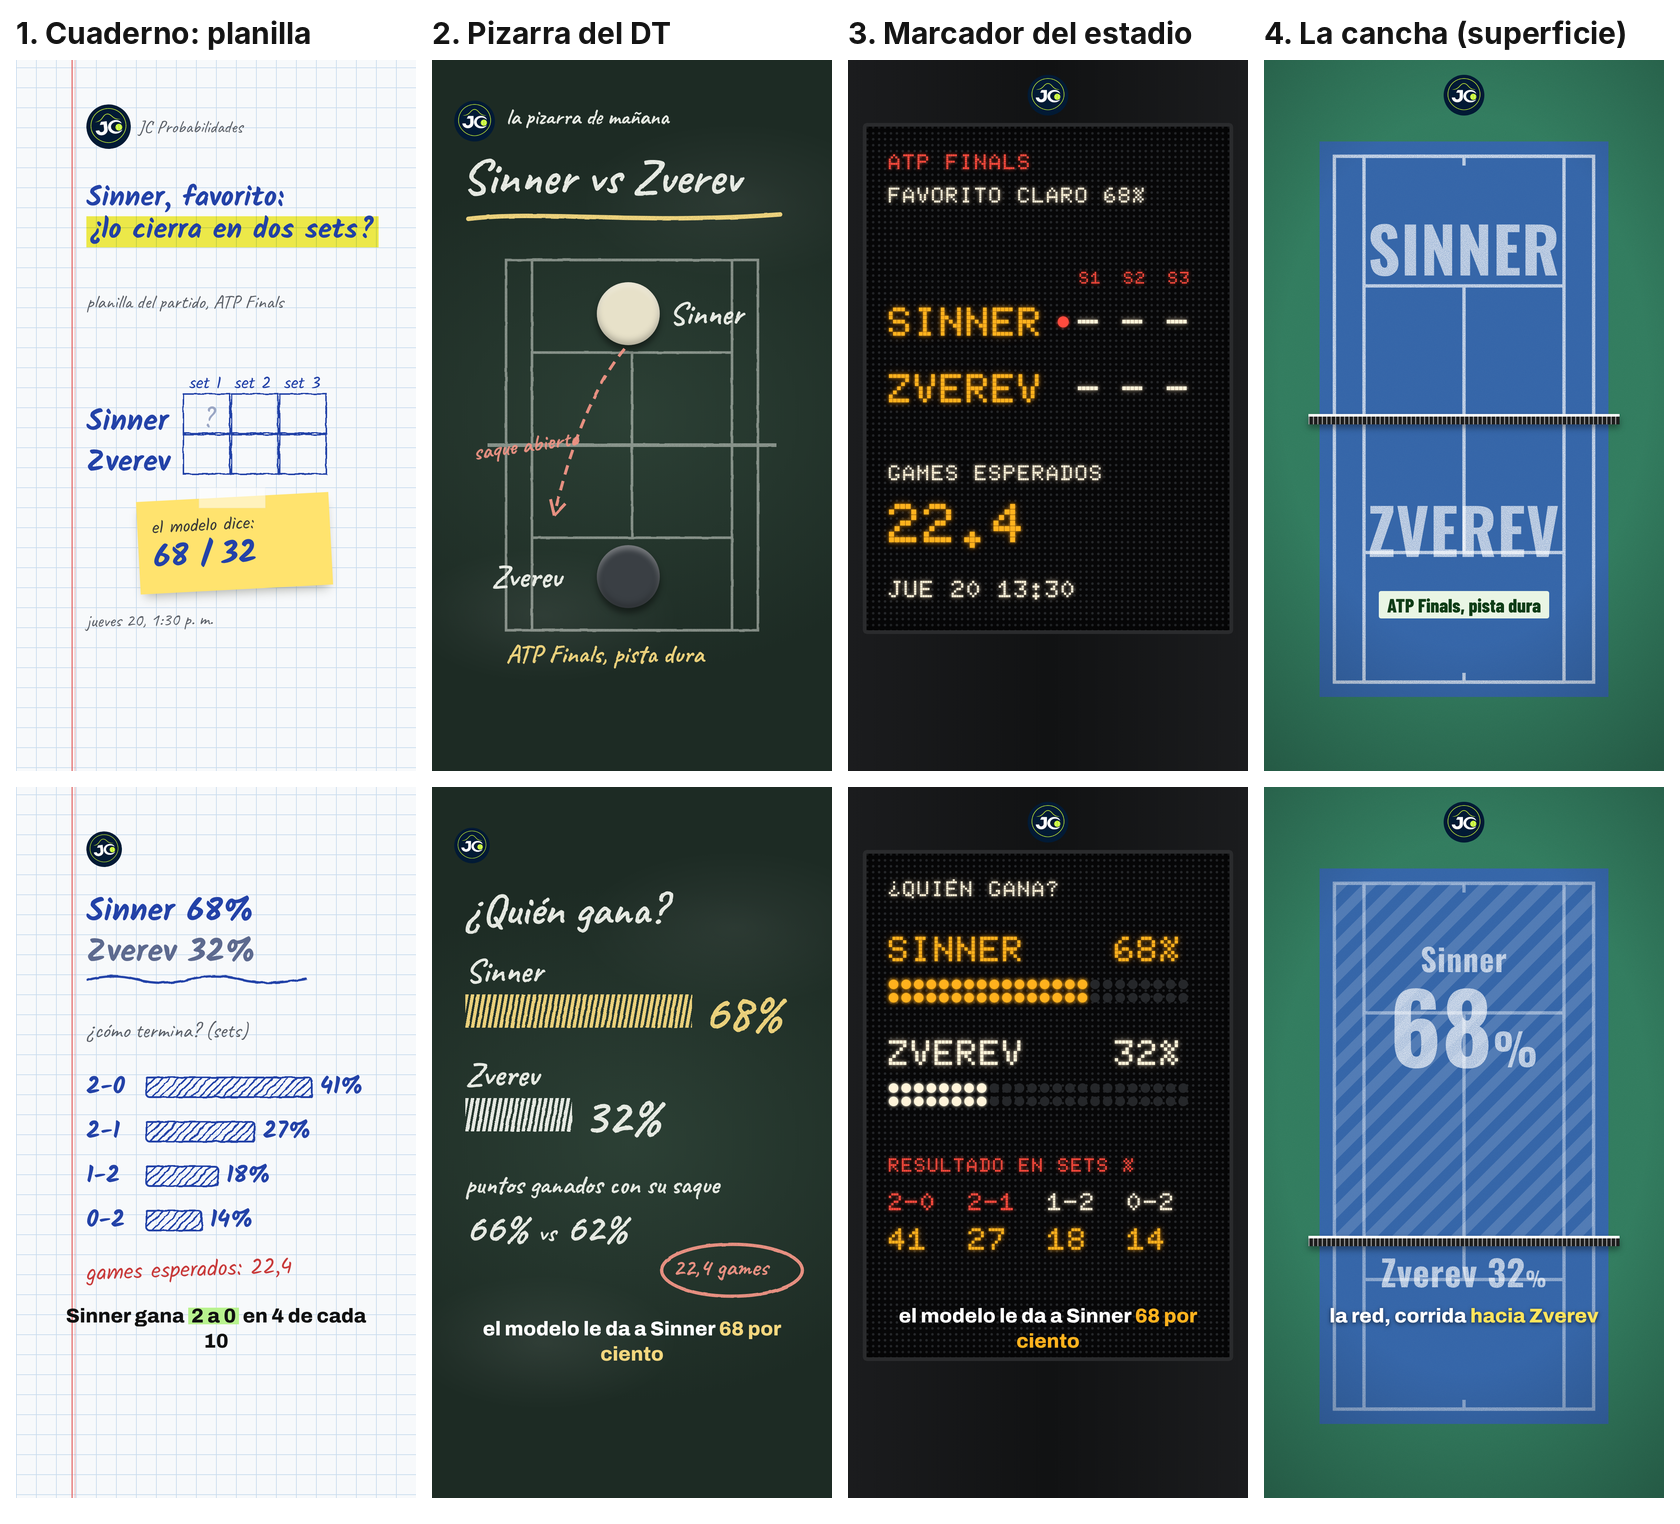 1. Cuaderno: planilla
JC
JC Probabilidades
Sinner, favorito:
¿lo cierra en dos sets?
planilla del partido, ATP Finals
set 1 set 2 set 3
Sinner ?
Zverev
el modelo dice:
68 / 32
jueves 20, 1:30 p. m.
2. Pizarra del DT
JC
la pizarra de mañana
Sinner vs Zverev
Sinner
saque abierto
Zverev
ATP Finals, pista dura
3. Marcador del estadio
JC
ATP FINALS
FAVORITO CLARO 68%
S1 S2 S3
SINNER — — —
ZVEREV — — —
GAMES ESPERADOS
22,4
JUE 20 13:30
4. La cancha (superficie)
JC
SINNER
ZVEREV
ATP Finals, pista dura
JC
Sinner 68%
Zverev 32%
¿cómo termina? (sets)
2-0 41%
2-1 27%
1-2 18%
0-2 14%
games esperados: 22,4
Sinner gana 2 a 0 en 4 de cada
10
JC
¿Quién gana?
Sinner
68%
Zverev
32%
puntos ganados con su saque
66% vs 62%
22,4 games
el modelo le da a Sinner 68 por
ciento
JC
¿QUIÉN GANA?
SINNER 68%
ZVEREV 32%
RESULTADO EN SETS %
2-0 2-1 1-2 0-2
41 27 18 14
el modelo le da a Sinner 68 por
ciento
JC
Sinner
68%
Zverev 32%
la red, corrida hacia Zverev